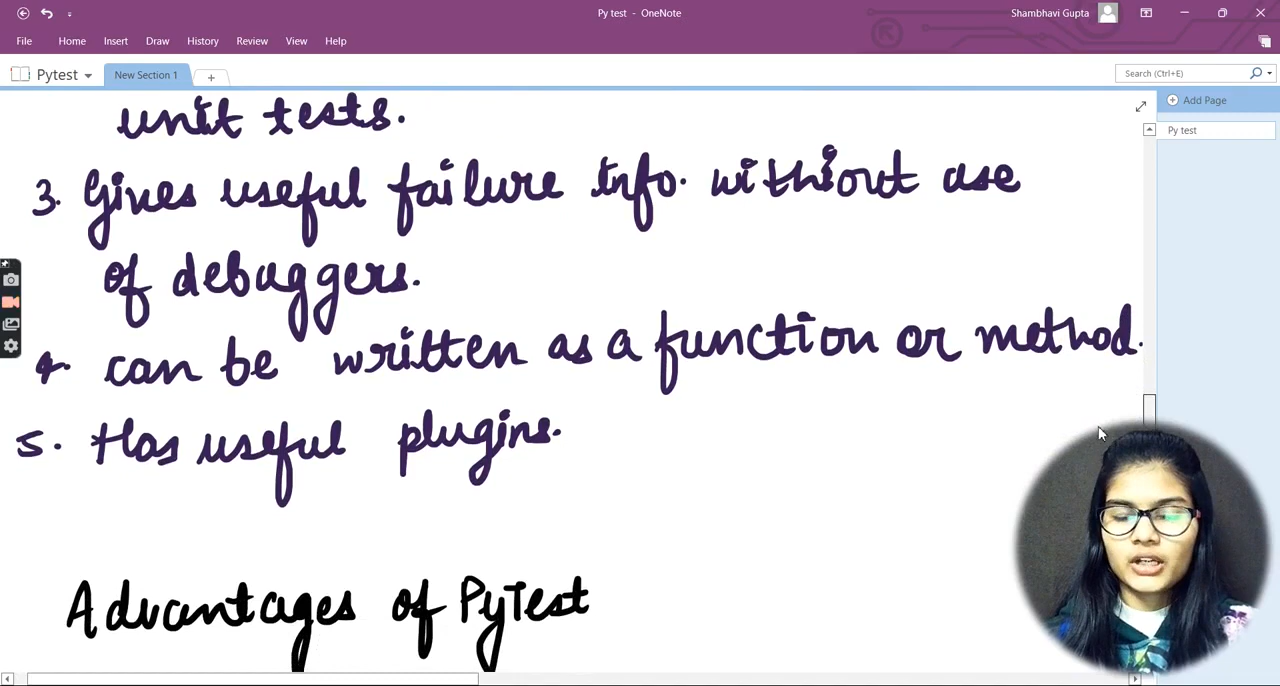 Py test - OneNote
Shambhavi Gupta
File Home Insert Draw History Review View Help
Pytest
New Section 1
Search (Ctrl+E)
Add Page
Py test
unit tests.
3. Gives useful failure info. without use
of debuggers.
4. can be written as a function or method.
5. Has useful plugins.
Advantages of PyTest